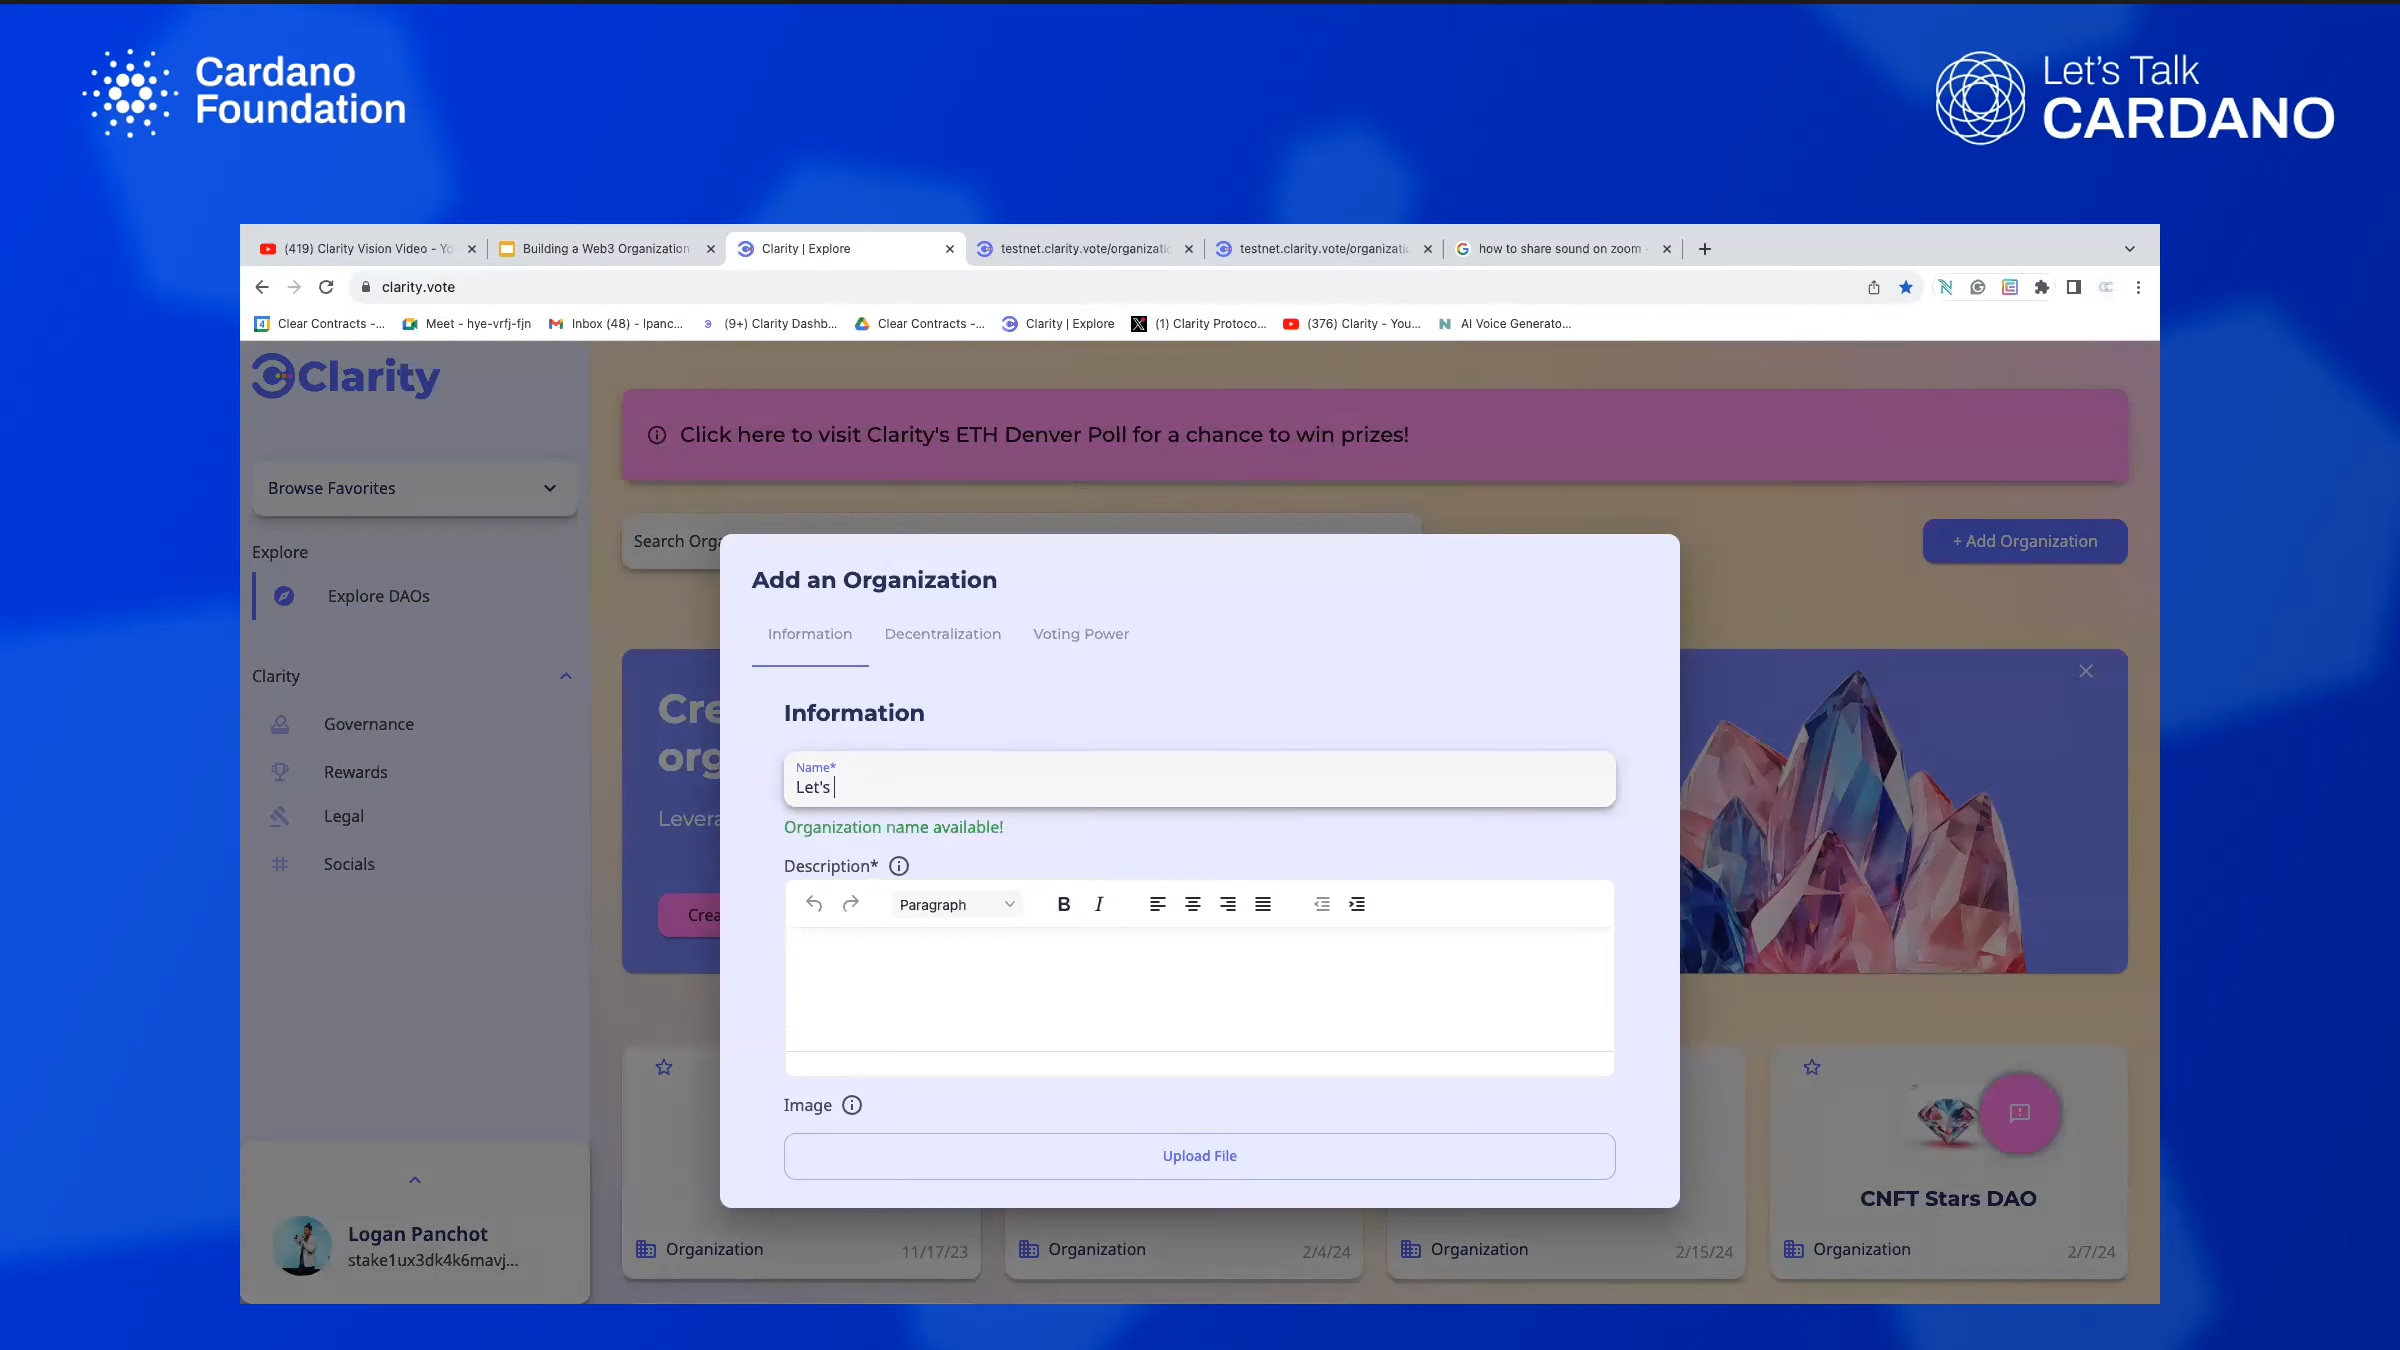 Cardano
Foundation
Let's Talk
CARDANO
(419) Clarity Vision Video - Yo
Building a Web3 Organization
Clarity | Explore
testnet.clarity.vote/organizatio
testnet.clarity.vote/organizatio
how to share sound on zoom -
clarity.vote
Clear Contracts -...
Meet - hye-vrfj-fjn
Inbox (48) - lpanc...
(9+) Clarity Dashb...
Clear Contracts -...
Clarity | Explore
(1) Clarity Protoco...
(376) Clarity - You...
AI Voice Generato...
Clarity
Click here to visit Clarity's ETH Denver Poll for a chance to win prizes!
Browse Favorites
Search Orga
+ Add Organization
Explore
Explore DAOs
Clarity
Governance
Rewards
Legal
Socials
Cre
org
Levera
Crea
Add an Organization
Information
Decentralization
Voting Power
Information
Name*
Let's
Organization name available!
Description*
Paragraph
B
I
Image
Upload File
CNFT Stars DAO
Organization
11/17/23
Organization
2/4/24
Organization
2/15/24
Organization
2/7/24
Logan Panchot
stake1ux3dk4k6mavj...